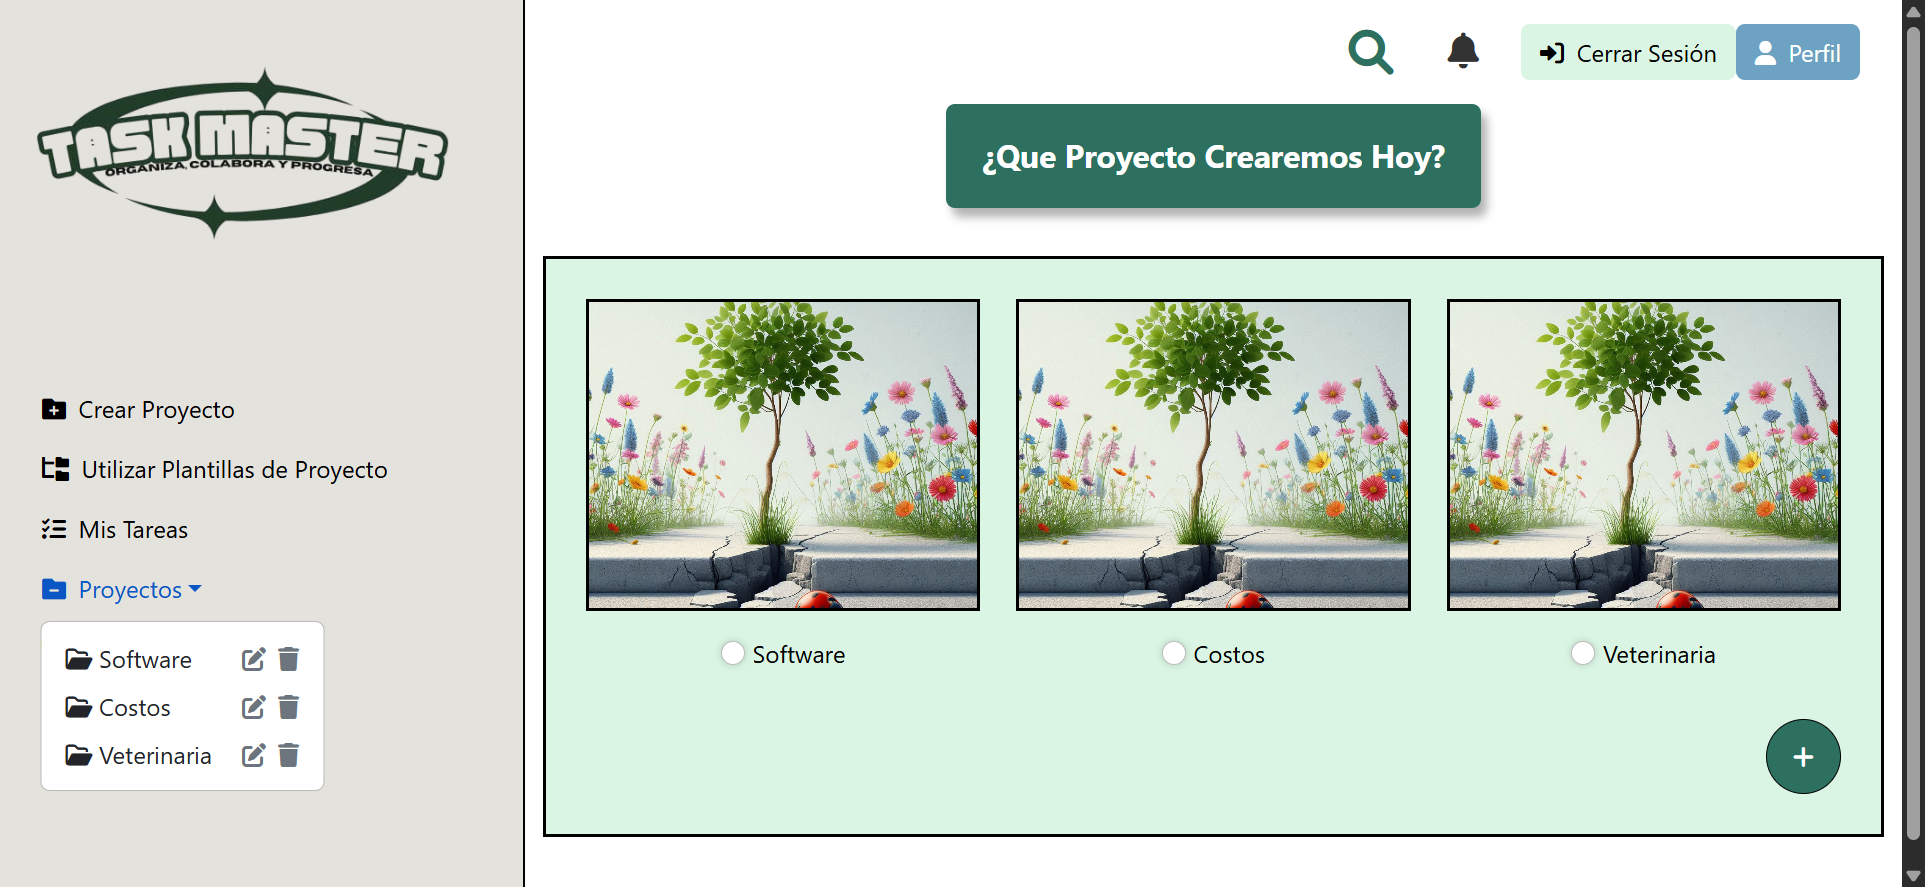 TASK MASTER
ORGANIZA, COLABORA Y PROGRESA
Cerrar Sesión
Perfil
¿Que Proyecto Crearemos Hoy?
Crear Proyecto
Utilizar Plantillas de Proyecto
Mis Tareas
Proyectos
Software
Costos
Veterinaria
Software
Costos
Veterinaria